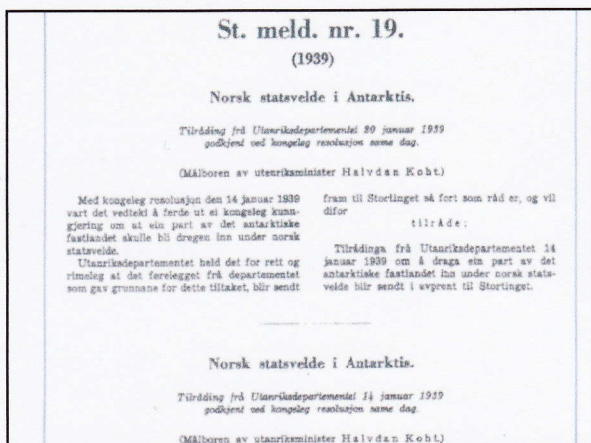 St. meld. nr. 19.
(1939)
Norsk statsvelde i Antarktis.
Tilråding frå Utanriksdepartementet 20 januar 1939
godkjent ved kongeleg resolusjon same dag.
(Målboren av utenriksminister Halvdan Koht.)
Med kongeleg resolusjon den 14 januar 1939
vart det vedteki å ferde ut ei kongeleg kunn-
gjering om at ein part av det antarktiske
fastlandet skulle bli dregen inn under norsk
statsvelde.
Utanriksdepartementet held det for rett og
rimeleg at det førelegget frå departementet
som gav grunnane for dette tiltaket, blir sendt
fram til Stortinget så fort som råd er, og vil
difor
tilråde:
Tilrådinga frå Utanriksdepartementet 14
januar 1939 om å draga ein part av det
antarktiske fastlandet inn under norsk stats-
velde blir sendt i avprent til Stortinget.
Norsk statsvelde i Antarktis.
Tilråding frå Utanriksdepartementet 14 januar 1939
godkjent ved kongeleg resolusjon same dag.
(Målboren av utanriksminister Halvdan Koht.)